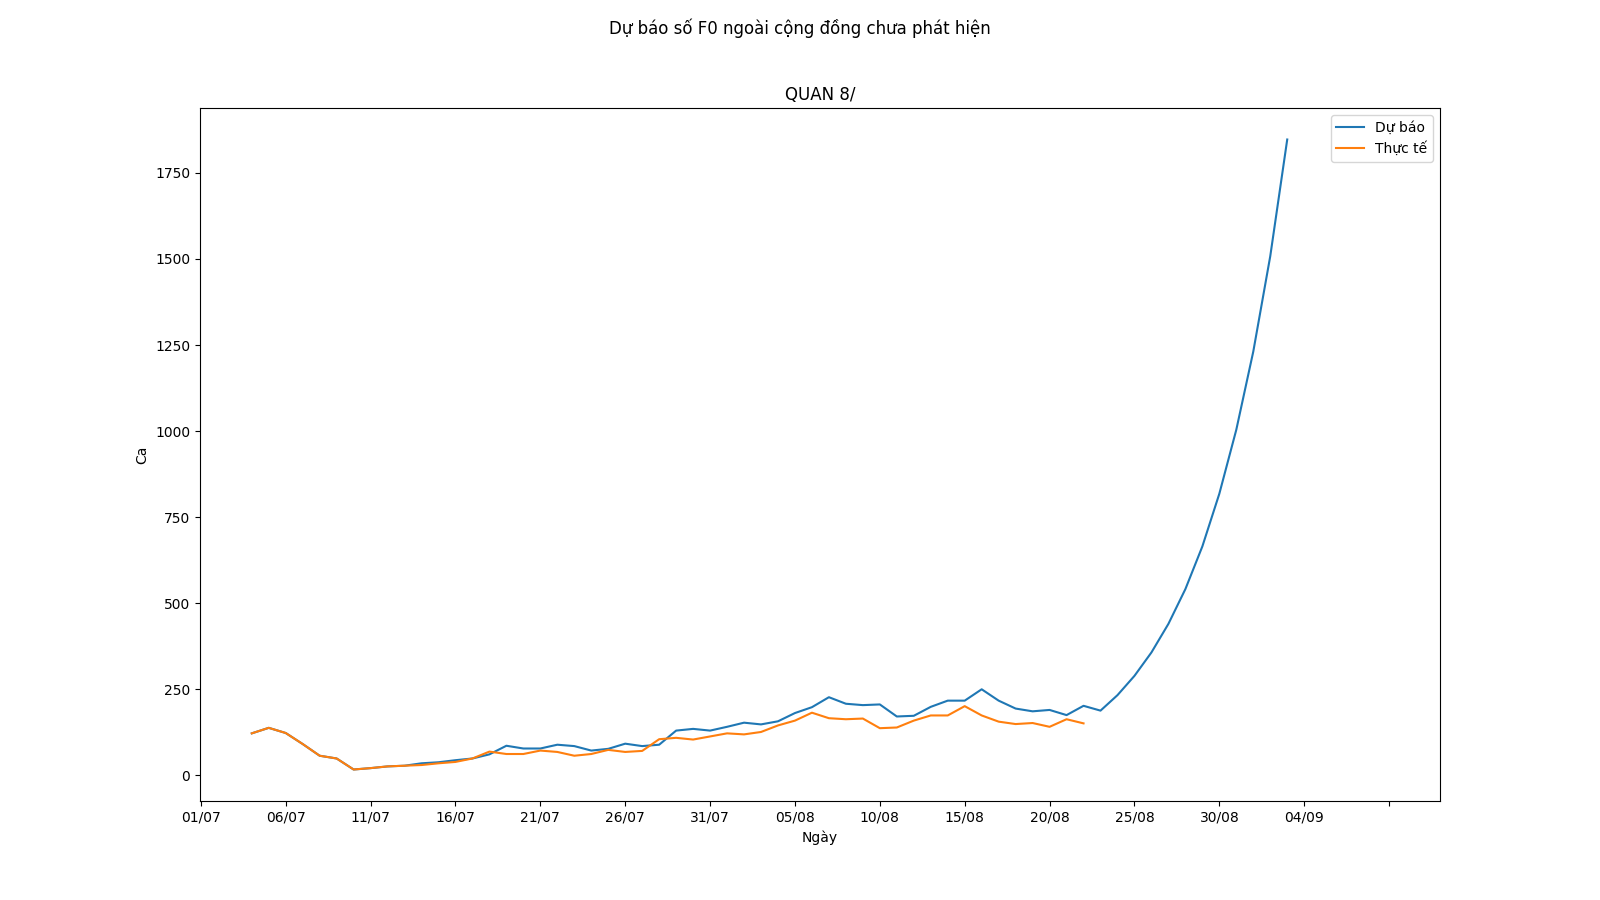 Dự báo số F0 ngoài cộng đồng chưa phát hiện
QUAN 8/
Dự báo
Thực tế
1750
1500
1250
1000
750
500
250
0
Ca
01/07 06/07 11/07 16/07 21/07 26/07 31/07 05/08 10/08 15/08 20/08 25/08 30/08 04/09
Ngày